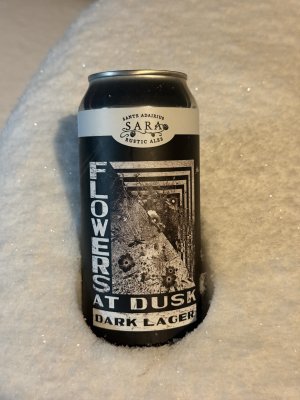 SANTE ADAIRIUS
SARA
RUSTIC ALES
FLOWERS
AT DUSK
DARK LAGER